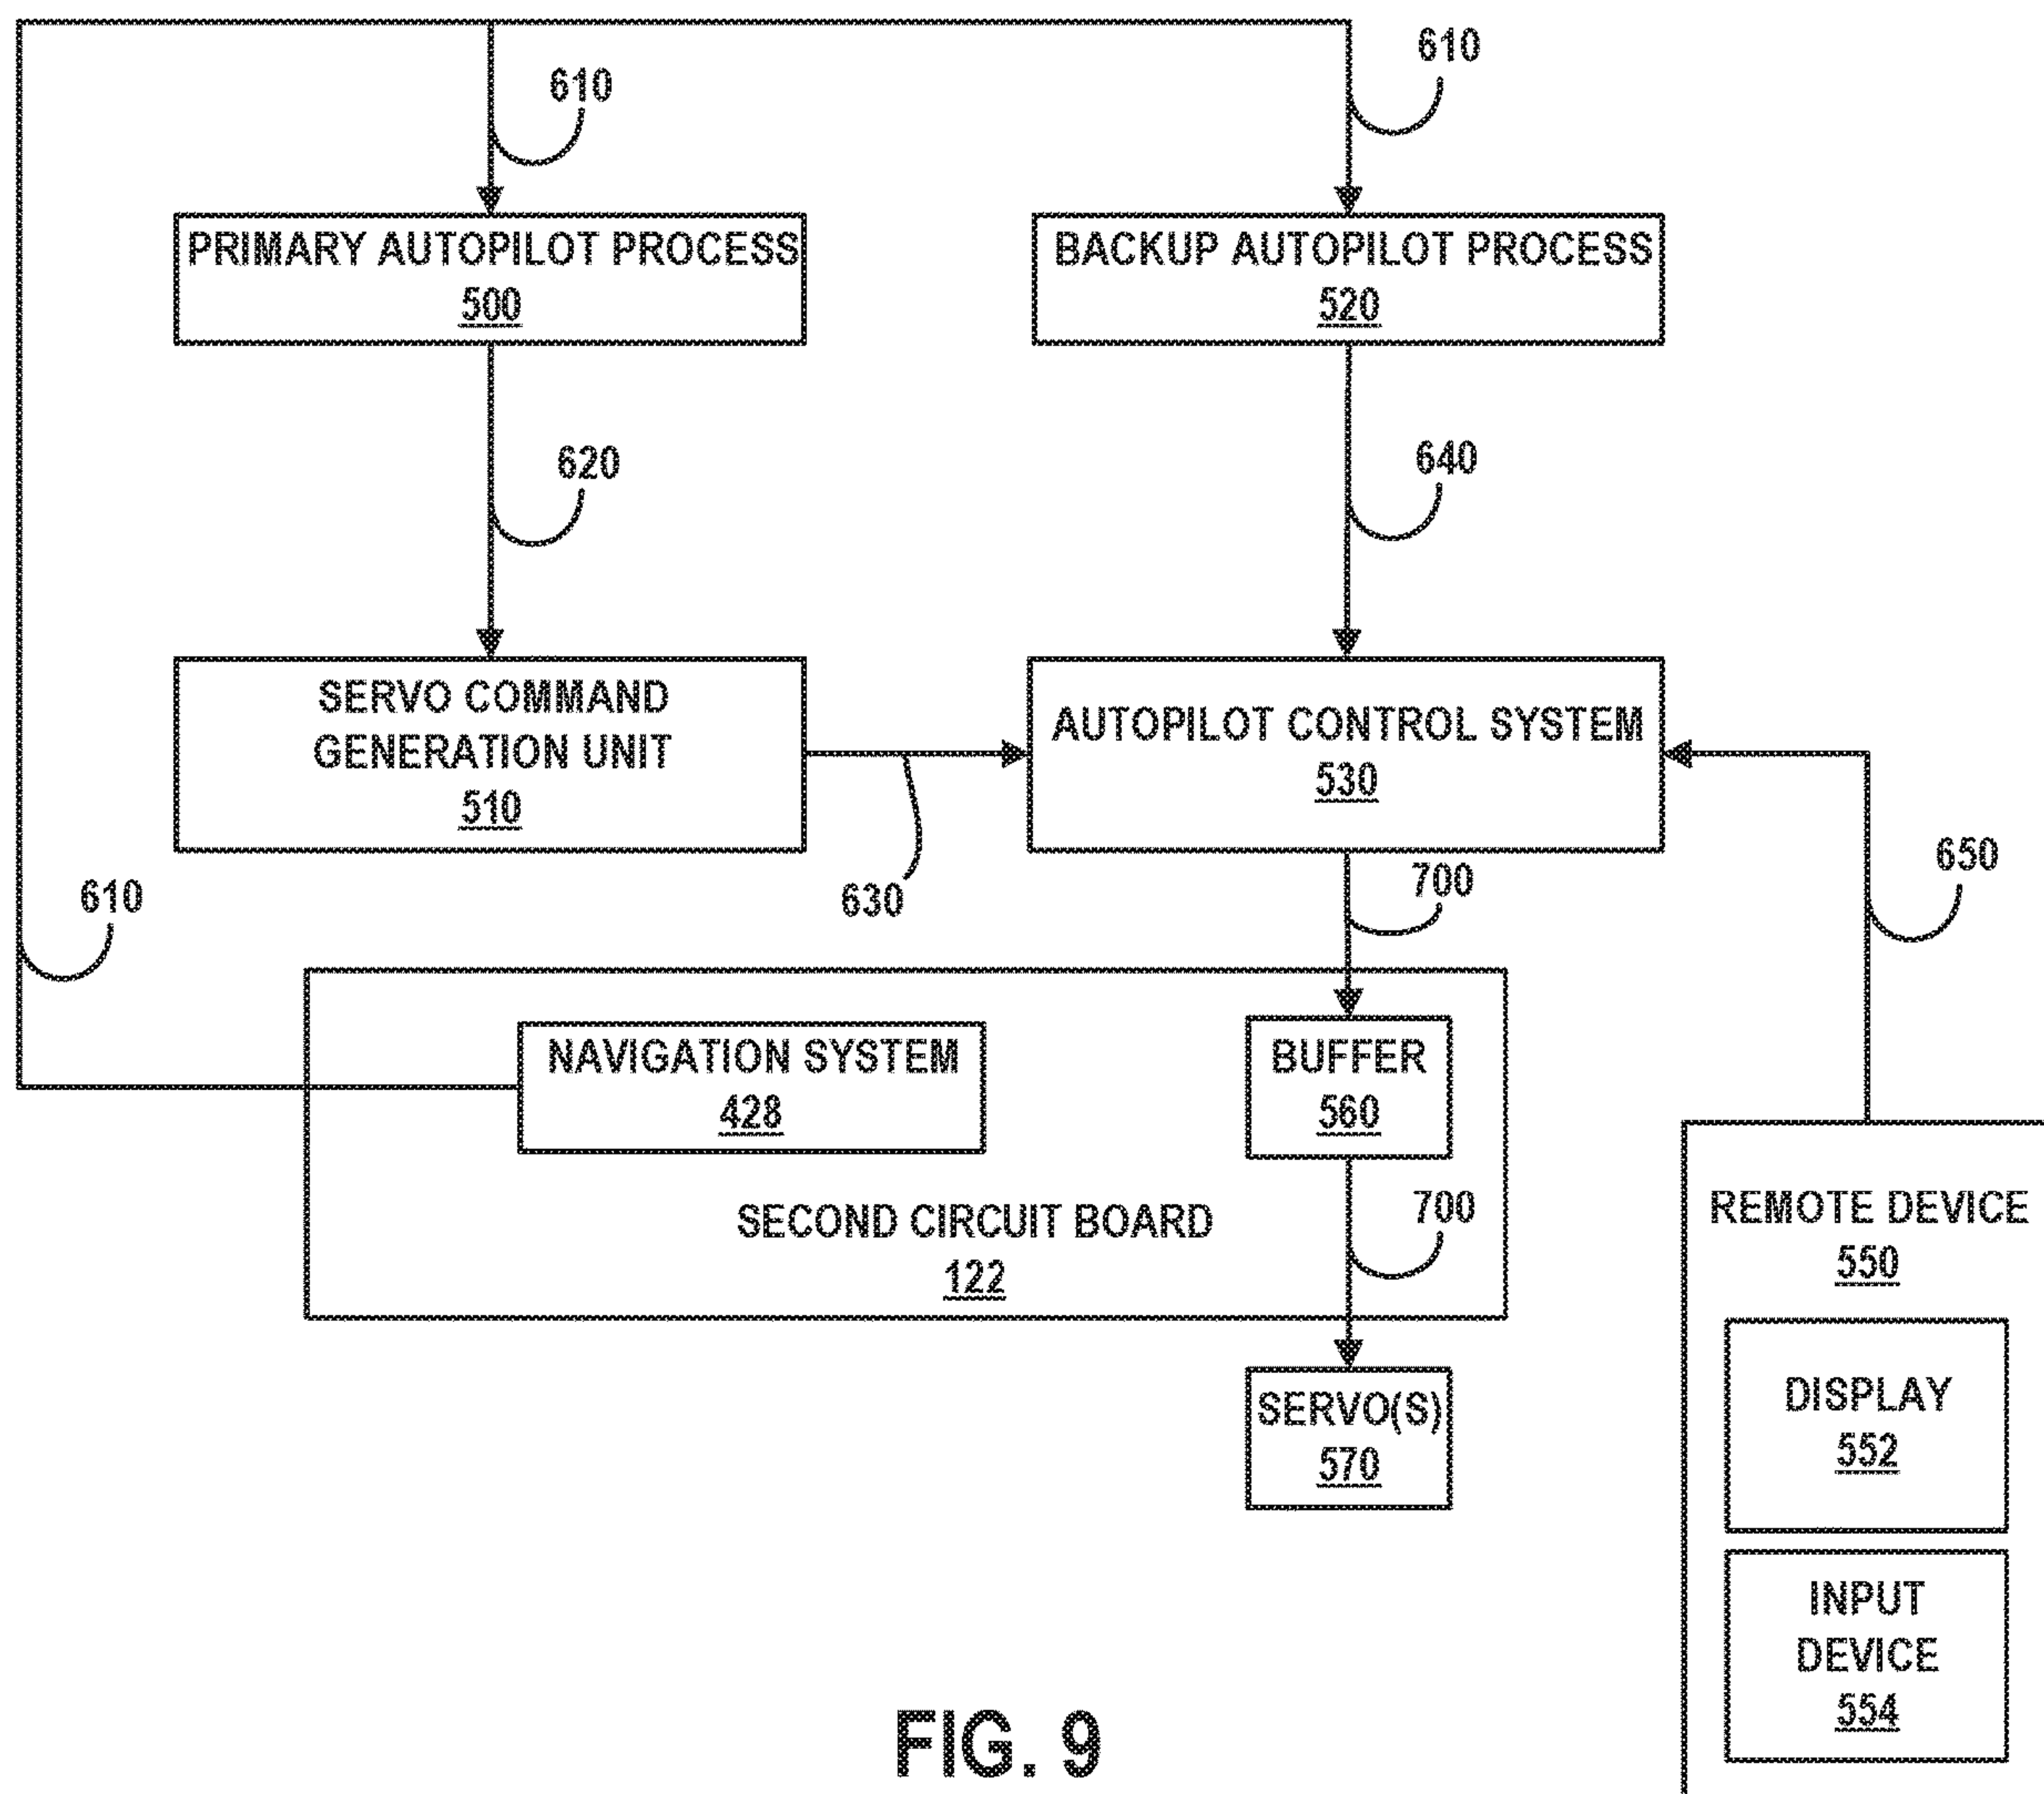 610
610
PRIMARY AUTOPILOT PROCESS
500
BACKUP AUTOPILOT PROCESS
520
620
640
SERVO COMMAND
GENERATION UNIT
510
AUTOPILOT CONTROL SYSTEM
530
630
700
650
610
NAVIGATION SYSTEM
428
BUFFER
560
SECOND CIRCUIT BOARD
122
700
REMOTE DEVICE
550
SERVO(S)
570
DISPLAY
552
INPUT
DEVICE
554
FIG. 9